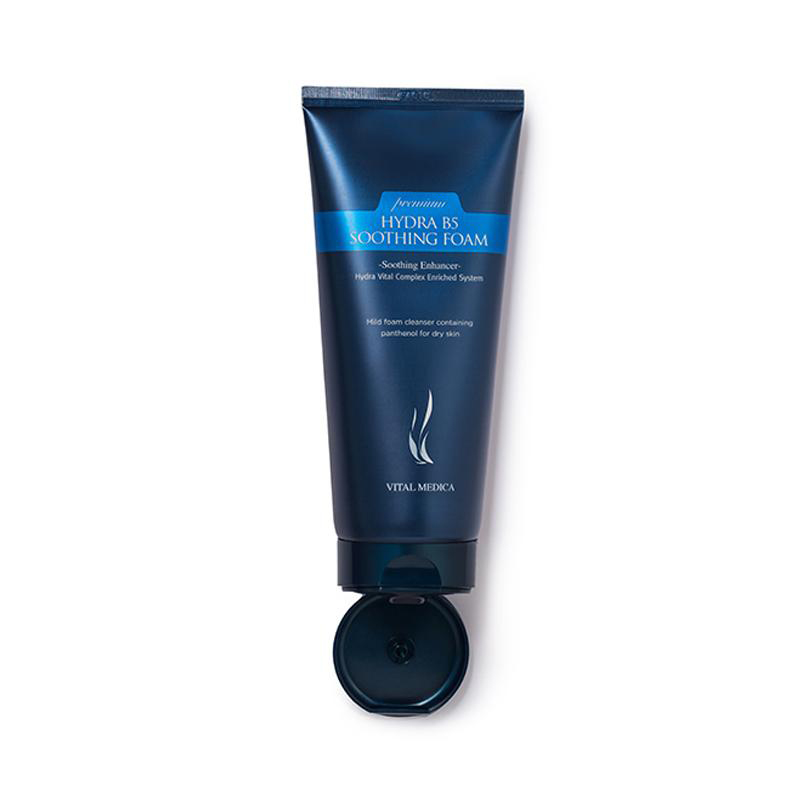 premium
HYDRA B5
SOOTHING FOAM
-Soothing Enhancer-
Hydra Vital Complex Enriched System
Mild foam cleanser containing
panthenol for dry skin
VITAL MEDICA